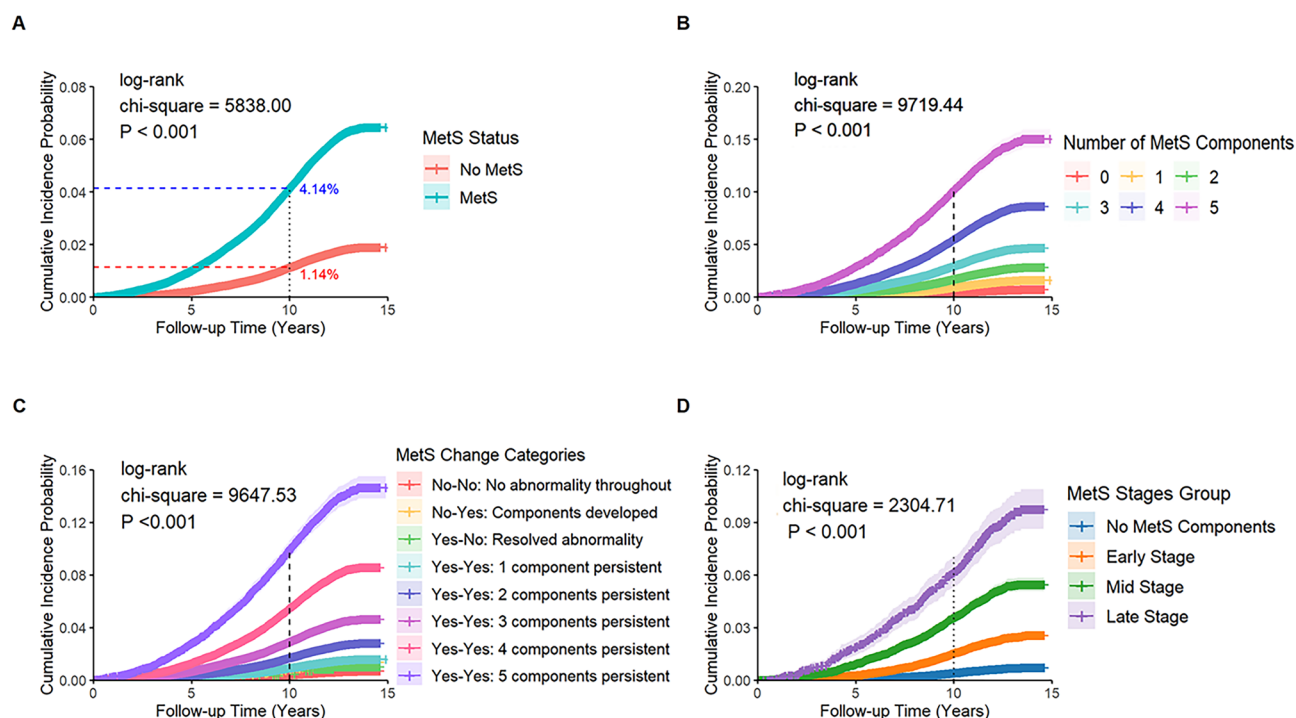 A
log-rank
chi-square = 5838.00
P < 0.001
Cumulative Incidence Probability
0.08
0.06
0.04
0.02
0.00
4.14%
1.14%
0
5
10
15
Follow-up Time (Years)
MetS Status
No MetS
MetS
B
log-rank
chi-square = 9719.44
P < 0.001
Cumulative Incidence Probability
0.20
0.15
0.10
0.05
0.00
0
5
10
15
Follow-up Time (Years)
Number of MetS Components
0 1 2
3 4 5
C
log-rank
chi-square = 9647.53
P <0.001
Cumulative Incidence Probability
0.16
0.12
0.08
0.04
0.00
0
5
10
15
Follow-up Time (Years)
MetS Change Categories
No-No: No abnormality throughout
No-Yes: Components developed
Yes-No: Resolved abnormality
Yes-Yes: 1 component persistent
Yes-Yes: 2 components persistent
Yes-Yes: 3 components persistent
Yes-Yes: 4 components persistent
Yes-Yes: 5 components persistent
D
log-rank
chi-square = 2304.71
P < 0.001
Cumulative Incidence Probability
0.12
0.09
0.06
0.03
0.00
0
5
10
15
Follow-up Time (Years)
MetS Stages Group
No MetS Components
Early Stage
Mid Stage
Late Stage